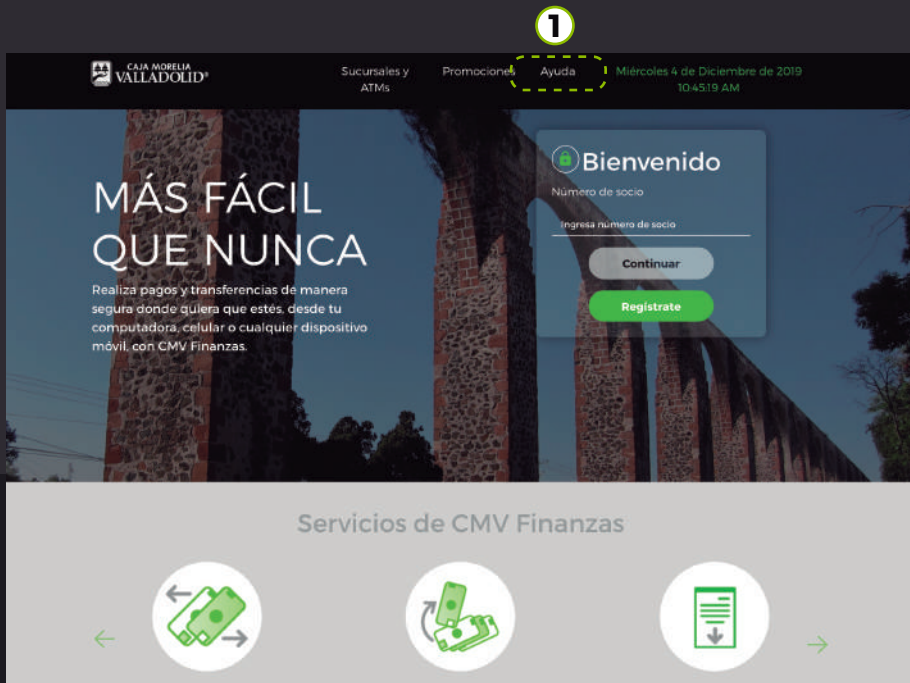 1
CAJA MORELIA
VALLADOLID®
Sucursales y
ATMs
Promociones
Ayuda
Miércoles 4 de Diciembre de 2019
10:45:19 AM
MÁS FÁCIL
QUE NUNCA
Realiza pagos y transferencias de manera
segura donde quiera que estés, desde tu
computadora, celular o cualquier dispositivo
móvil, con CMV Finanzas.
Bienvenido
Número de socio
Ingresa número de socio
Continuar
Regístrate
Servicios de CMV Finanzas